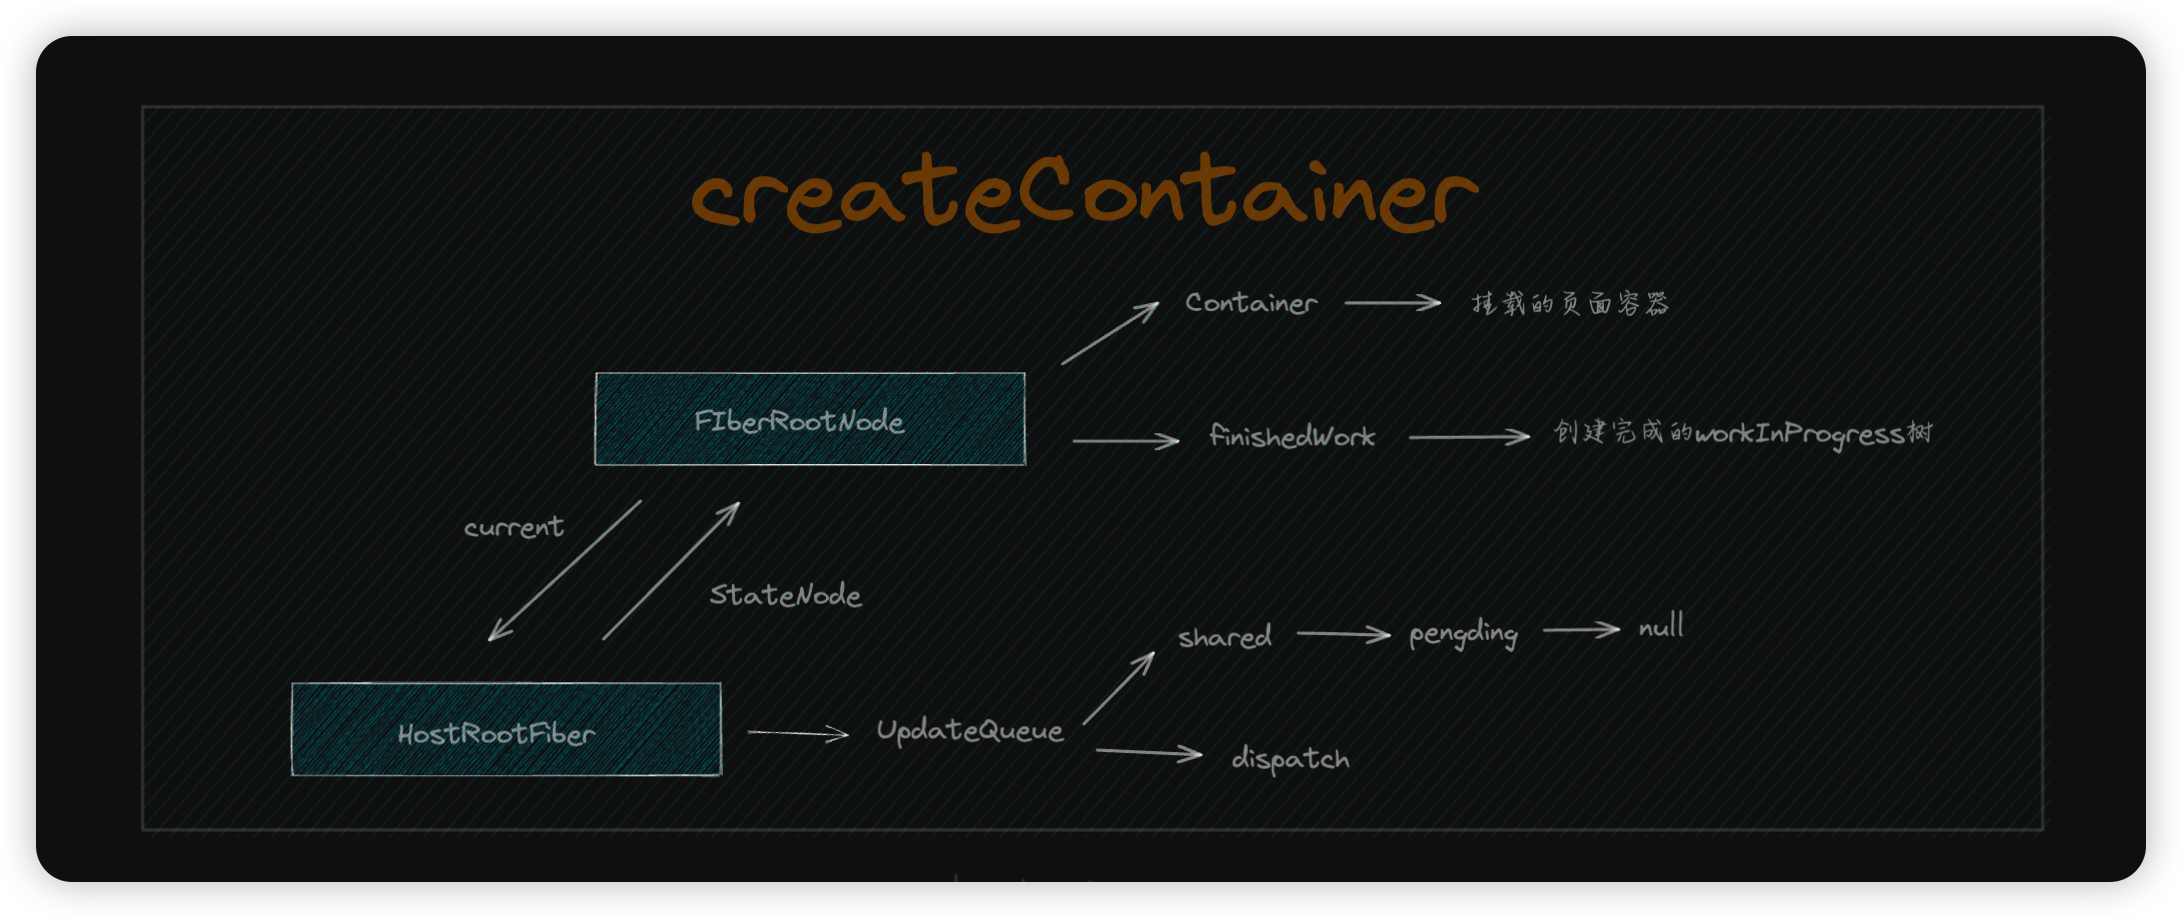 createContainer
Container
挂载的页面容器
FIberRootNode
finishedWork
创建完成的workInProgress树
current
StateNode
shared
pengding
null
HostRootFiber
UpdateQueue
dispatch